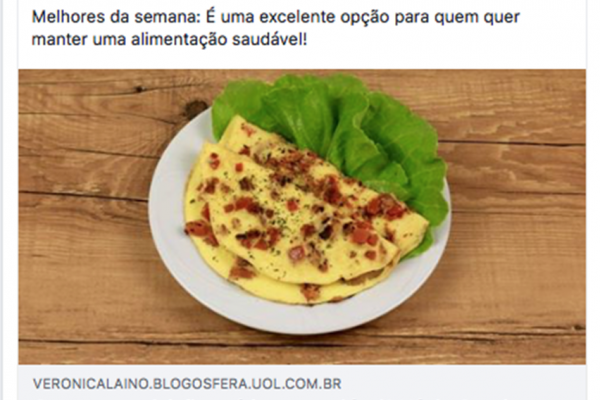 Melhores da semana: É uma excelente opção para quem quer
manter uma alimentação saudável!
VERONICALAINO.BLOGOSFERA.UOL.COM.BR